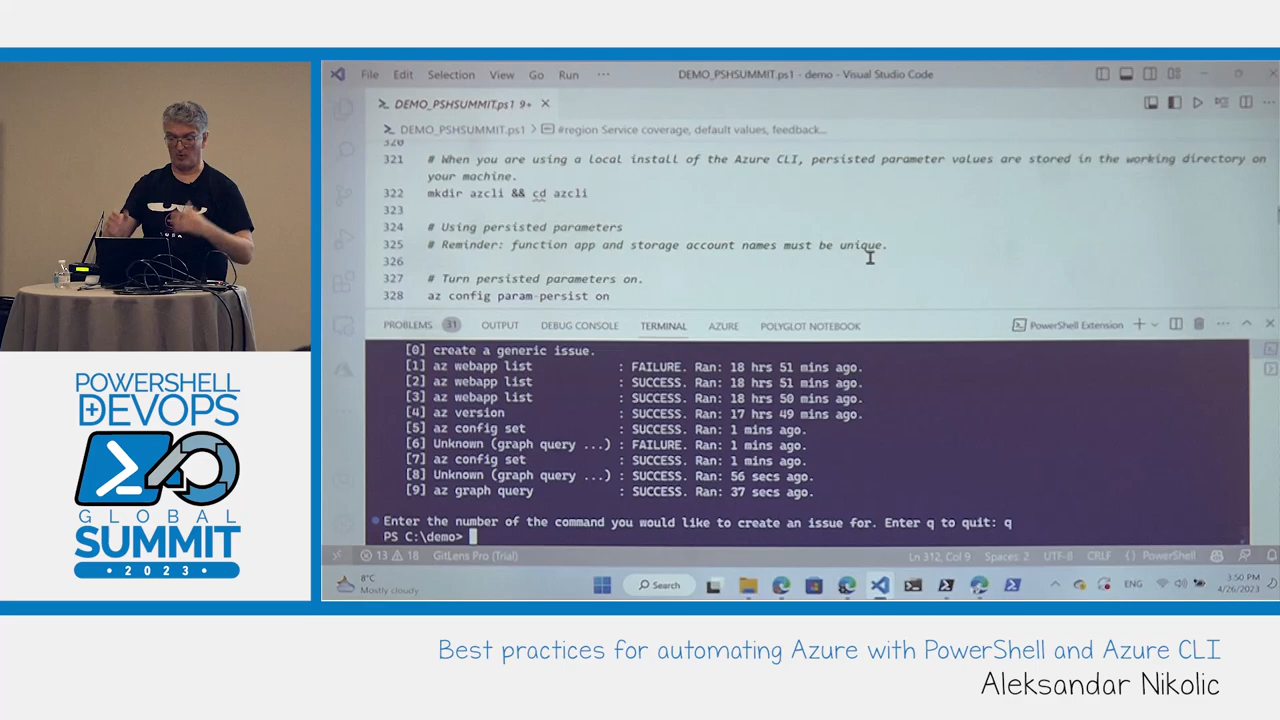 File Edit Selection View Go Run ··· DEMO_PSHSUMMIT.ps1 - demo - Visual Studio Code
DEMO_PSHSUMMIT.ps1 9+
DEMO_PSHSUMMIT.ps1 > #region Service coverage, default values, feedback...
320
321 # When you are using a local install of the Azure CLI, persisted parameter values are stored in the working directory on
your machine.
322 mkdir azcli && cd azcli
323
324 # Using persisted parameters
325 # Reminder: function app and storage account names must be unique.
326
327 # Turn persisted parameters on.
328 az config param-persist on
PROBLEMS 31 OUTPUT DEBUG CONSOLE TERMINAL AZURE POLYGLOT NOTEBOOK PowerShell Extension
[0] create a generic issue.
[1] az webapp list : FAILURE. Ran: 18 hrs 51 mins ago.
[2] az webapp list : SUCCESS. Ran: 18 hrs 51 mins ago.
[3] az webapp list : SUCCESS. Ran: 18 hrs 50 mins ago.
[4] az version : SUCCESS. Ran: 17 hrs 49 mins ago.
[5] az config set : SUCCESS. Ran: 1 mins ago.
[6] Unknown (graph query ...) : FAILURE. Ran: 1 mins ago.
[7] az config set : SUCCESS. Ran: 1 mins ago.
[8] Unknown (graph query ...) : SUCCESS. Ran: 56 secs ago.
[9] az graph query : SUCCESS. Ran: 37 secs ago.
Enter the number of the command you would like to create an issue for. Enter q to quit: q
PS C:\demo>
13 18 GitLens Pro (Trial) Ln 312, Col 9 Spaces: 2 UTF-8 CRLF {} PowerShell
8°C
Mostly cloudy
Search
ENG
3:50 PM
4/26/2023
POWERSHELL
+DEVOPS
GLOBAL
SUMMIT
• 2023 •
Best practices for automating Azure with PowerShell and Azure CLI
Aleksandar Nikolic